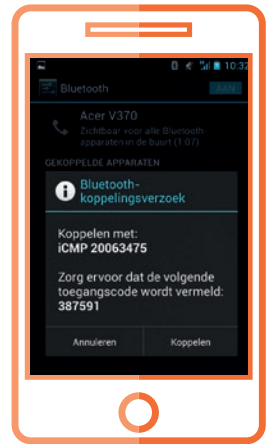 10:32
Bluetooth
AAN
Acer V370
Zichtbaar voor alle Bluetooth-
apparaten in de buurt (1:07)
GEKOPPELDE APPARATEN
Bluetooth-
koppelingsverzoek
Koppelen met:
iCMP 20063475
Zorg ervoor dat de volgende
toegangscode wordt vermeld:
387591
Annuleren
Koppelen